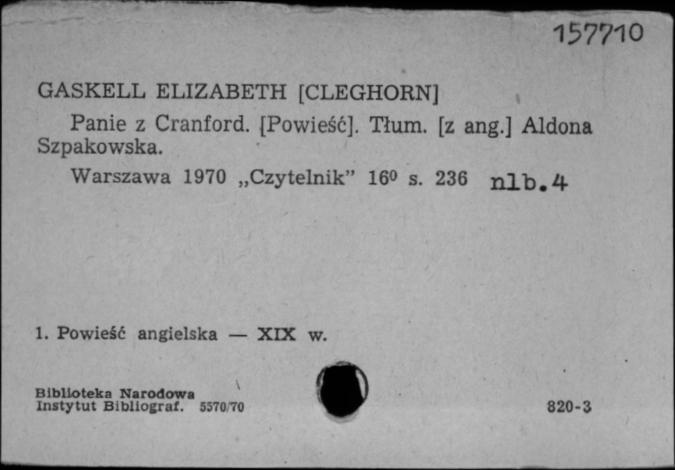 157710
GASKELL ELIZABETH [CLEGHORN]
Panie z Cranford. [Powieść]. Tłum. [z ang.] Aldona
Szpakowska.
Warszawa 1970 „Czytelnik” 16⁰ s. 236 nlb.4
1. Powieść angielska — XIX w.
Biblioteka Narodowa
Instytut Bibliograf. 5570/70
820-3